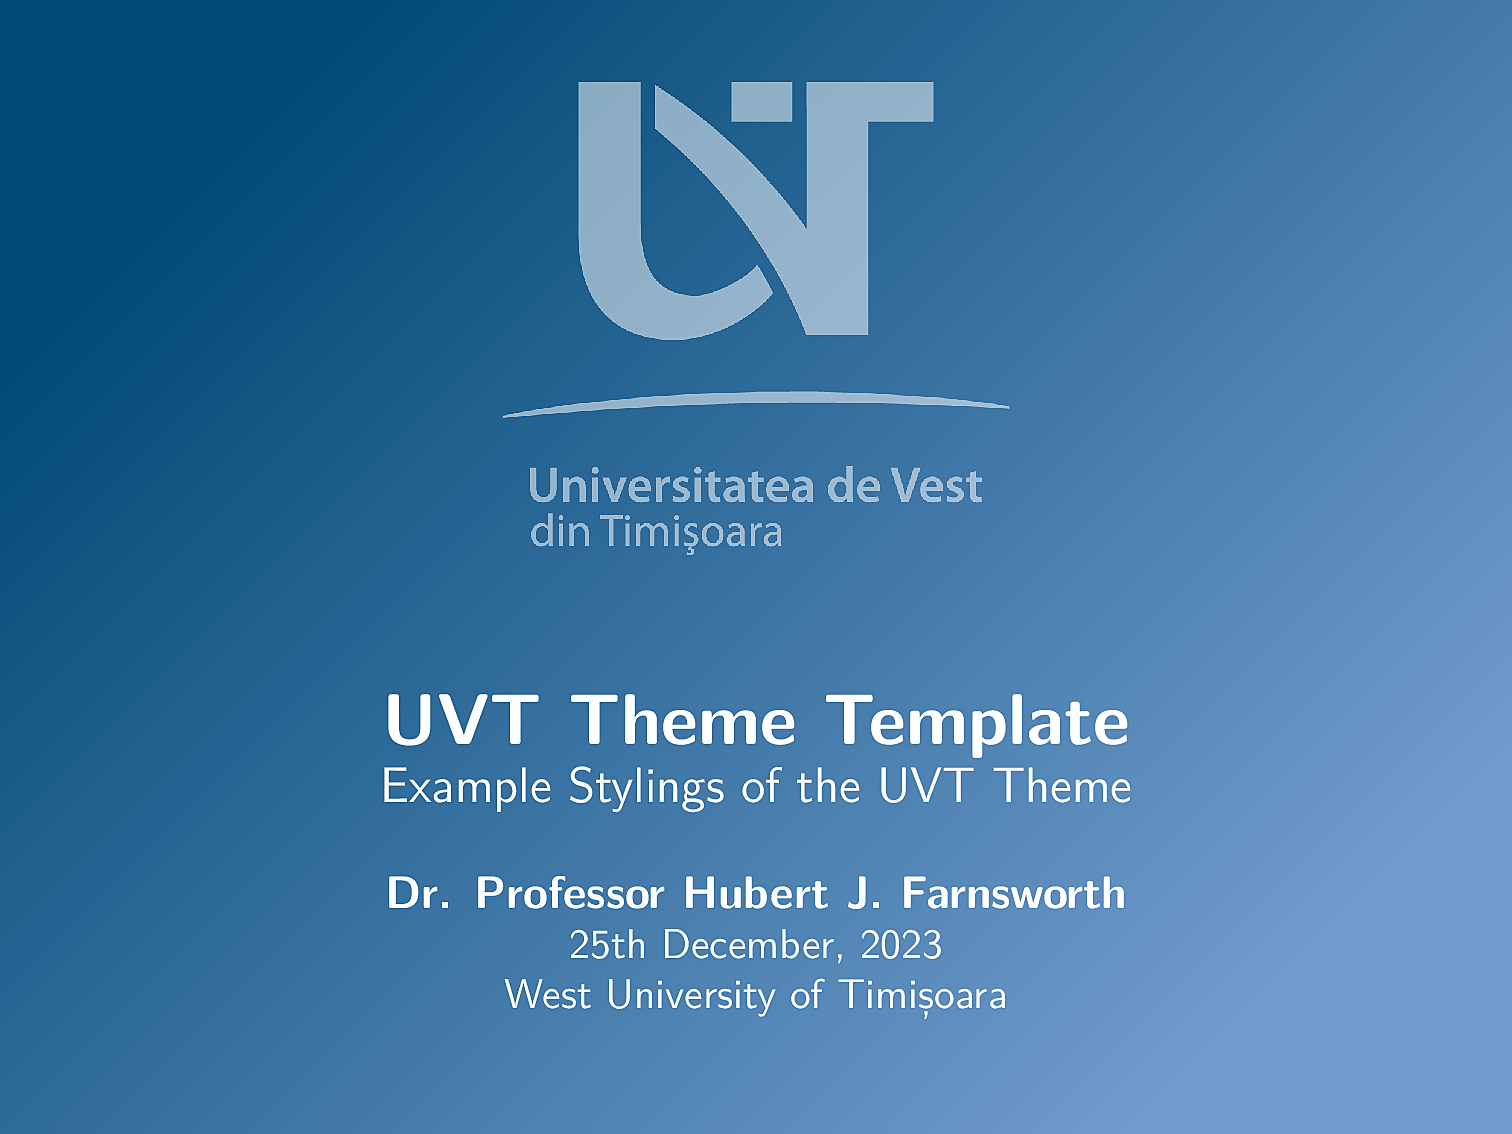 UVT
Universitatea de Vest
din Timişoara
UVT Theme Template
Example Stylings of the UVT Theme
Dr. Professor Hubert J. Farnsworth
25th December, 2023
West University of Timișoara